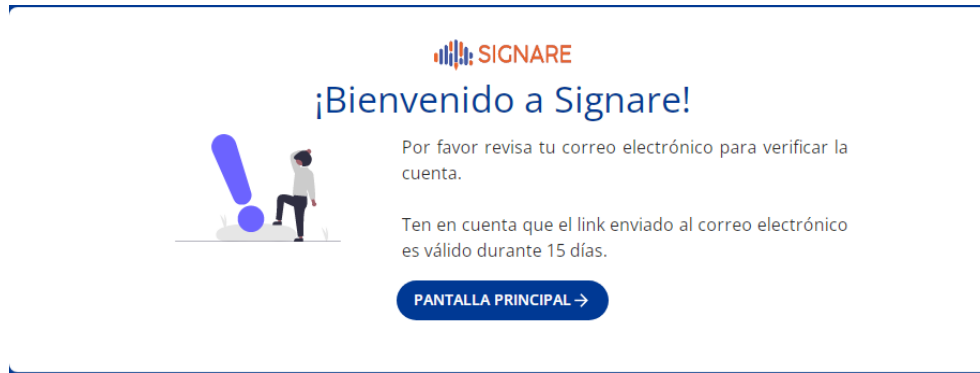 SIGNARE
¡Bienvenido a Signare!
Por favor revisa tu correo electrónico para verificar la
cuenta.
Ten en cuenta que el link enviado al correo electrónico
es válido durante 15 días.
PANTALLA PRINCIPAL →